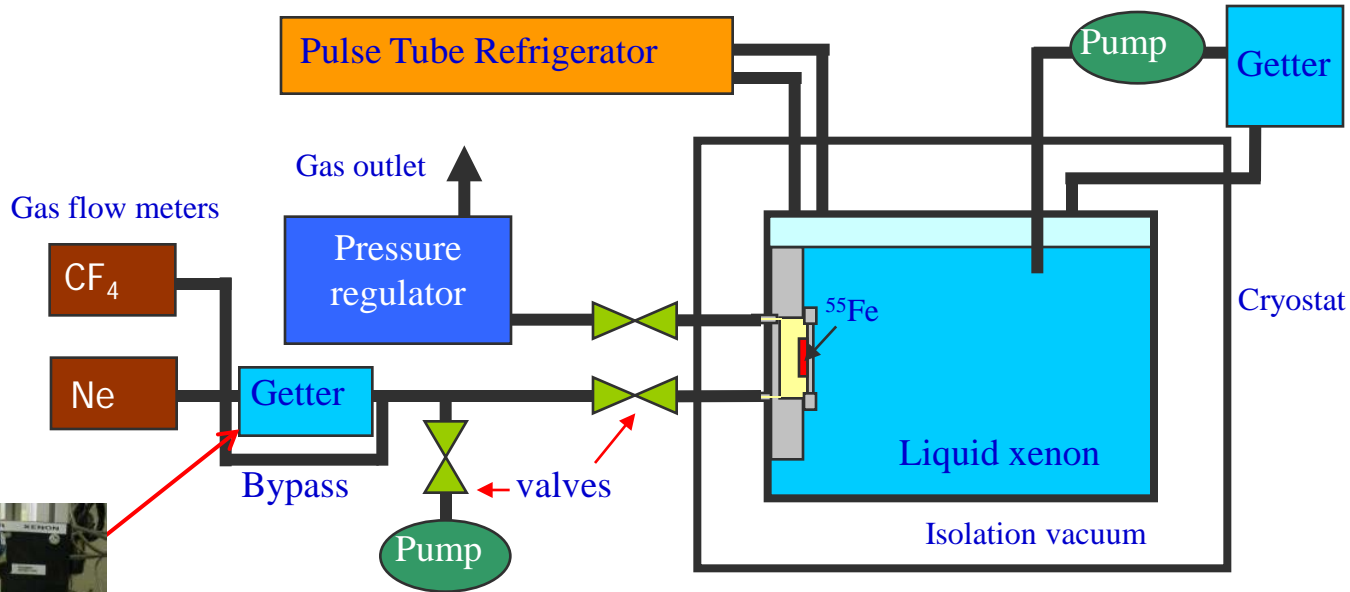 Pulse Tube Refrigerator
Pump
Getter
Gas outlet
Gas flow meters
CF₄
Pressure
regulator
Cryostat
⁵⁵Fe
Ne
Getter
Liquid xenon
Bypass
valves
XENON
Pump
Isolation vacuum